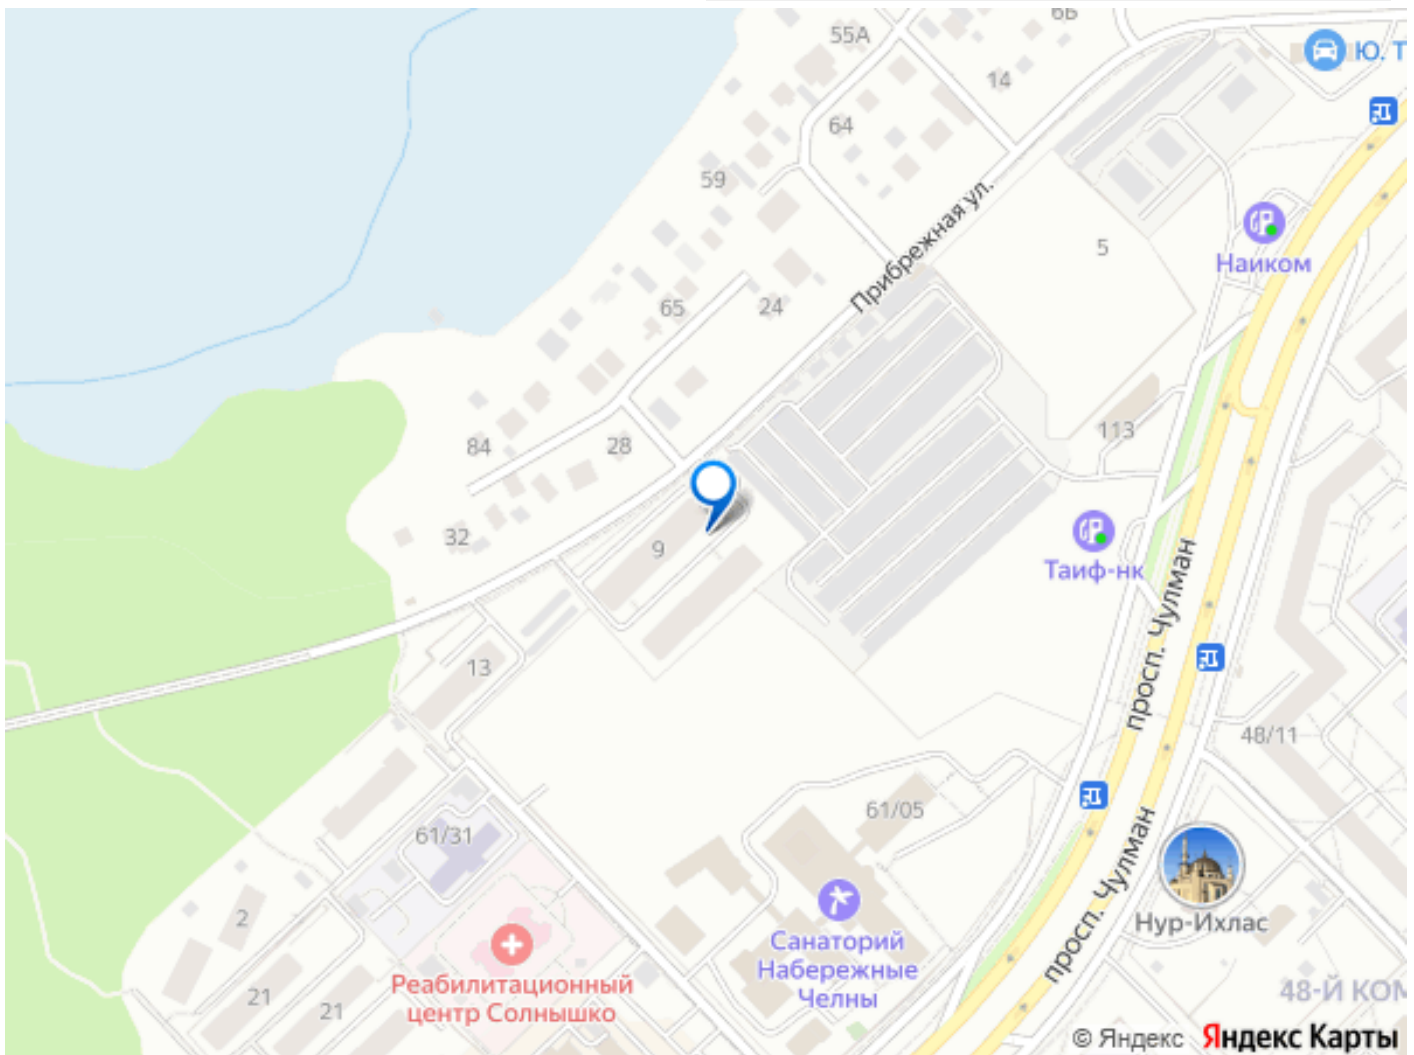 6Б
55А
Ю. Т
14
64
59
Прибрежная ул.
5
Наиком
65
24
113
84
28
32
9
Таиф-нк
просп. Чулман
13
48/11
61/05
61/31
просп. Чулман
2
Нур-Ихлас
Санаторий
Набережные
Челны
Реабилитационный
центр Солнышко
21
21
48-Й КОМ
© Яндекс Яндекс Карты